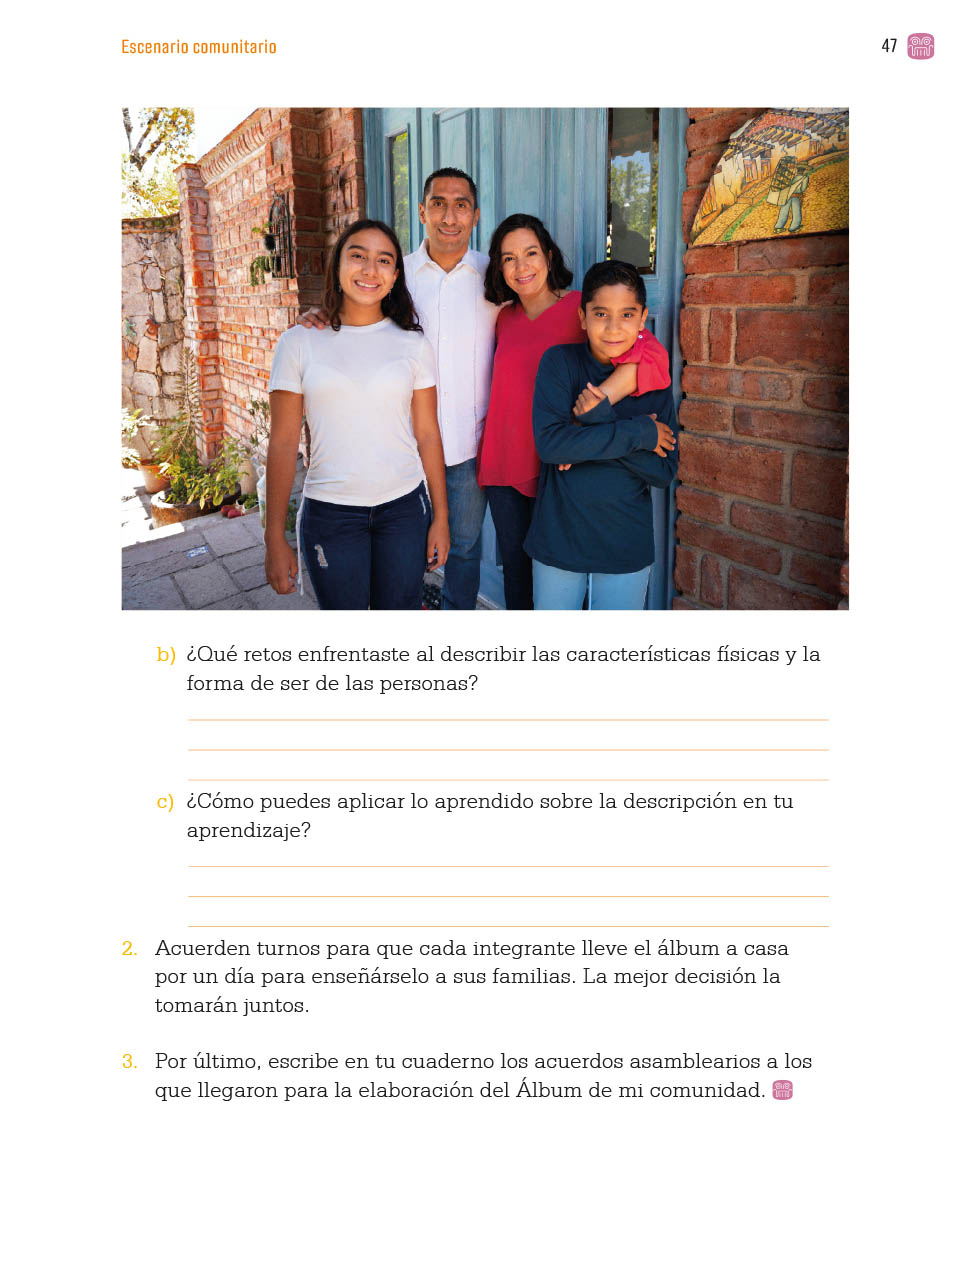 Escenario comunitario
47
b) ¿Qué retos enfrentaste al describir las características físicas y la
forma de ser de las personas?
c) ¿Cómo puedes aplicar lo aprendido sobre la descripción en tu
aprendizaje?
2. Acuerden turnos para que cada integrante lleve el álbum a casa
por un día para enseñárselo a sus familias. La mejor decisión la
tomarán juntos.
3. Por último, escribe en tu cuaderno los acuerdos asamblearios a los
que llegaron para la elaboración del Álbum de mi comunidad.